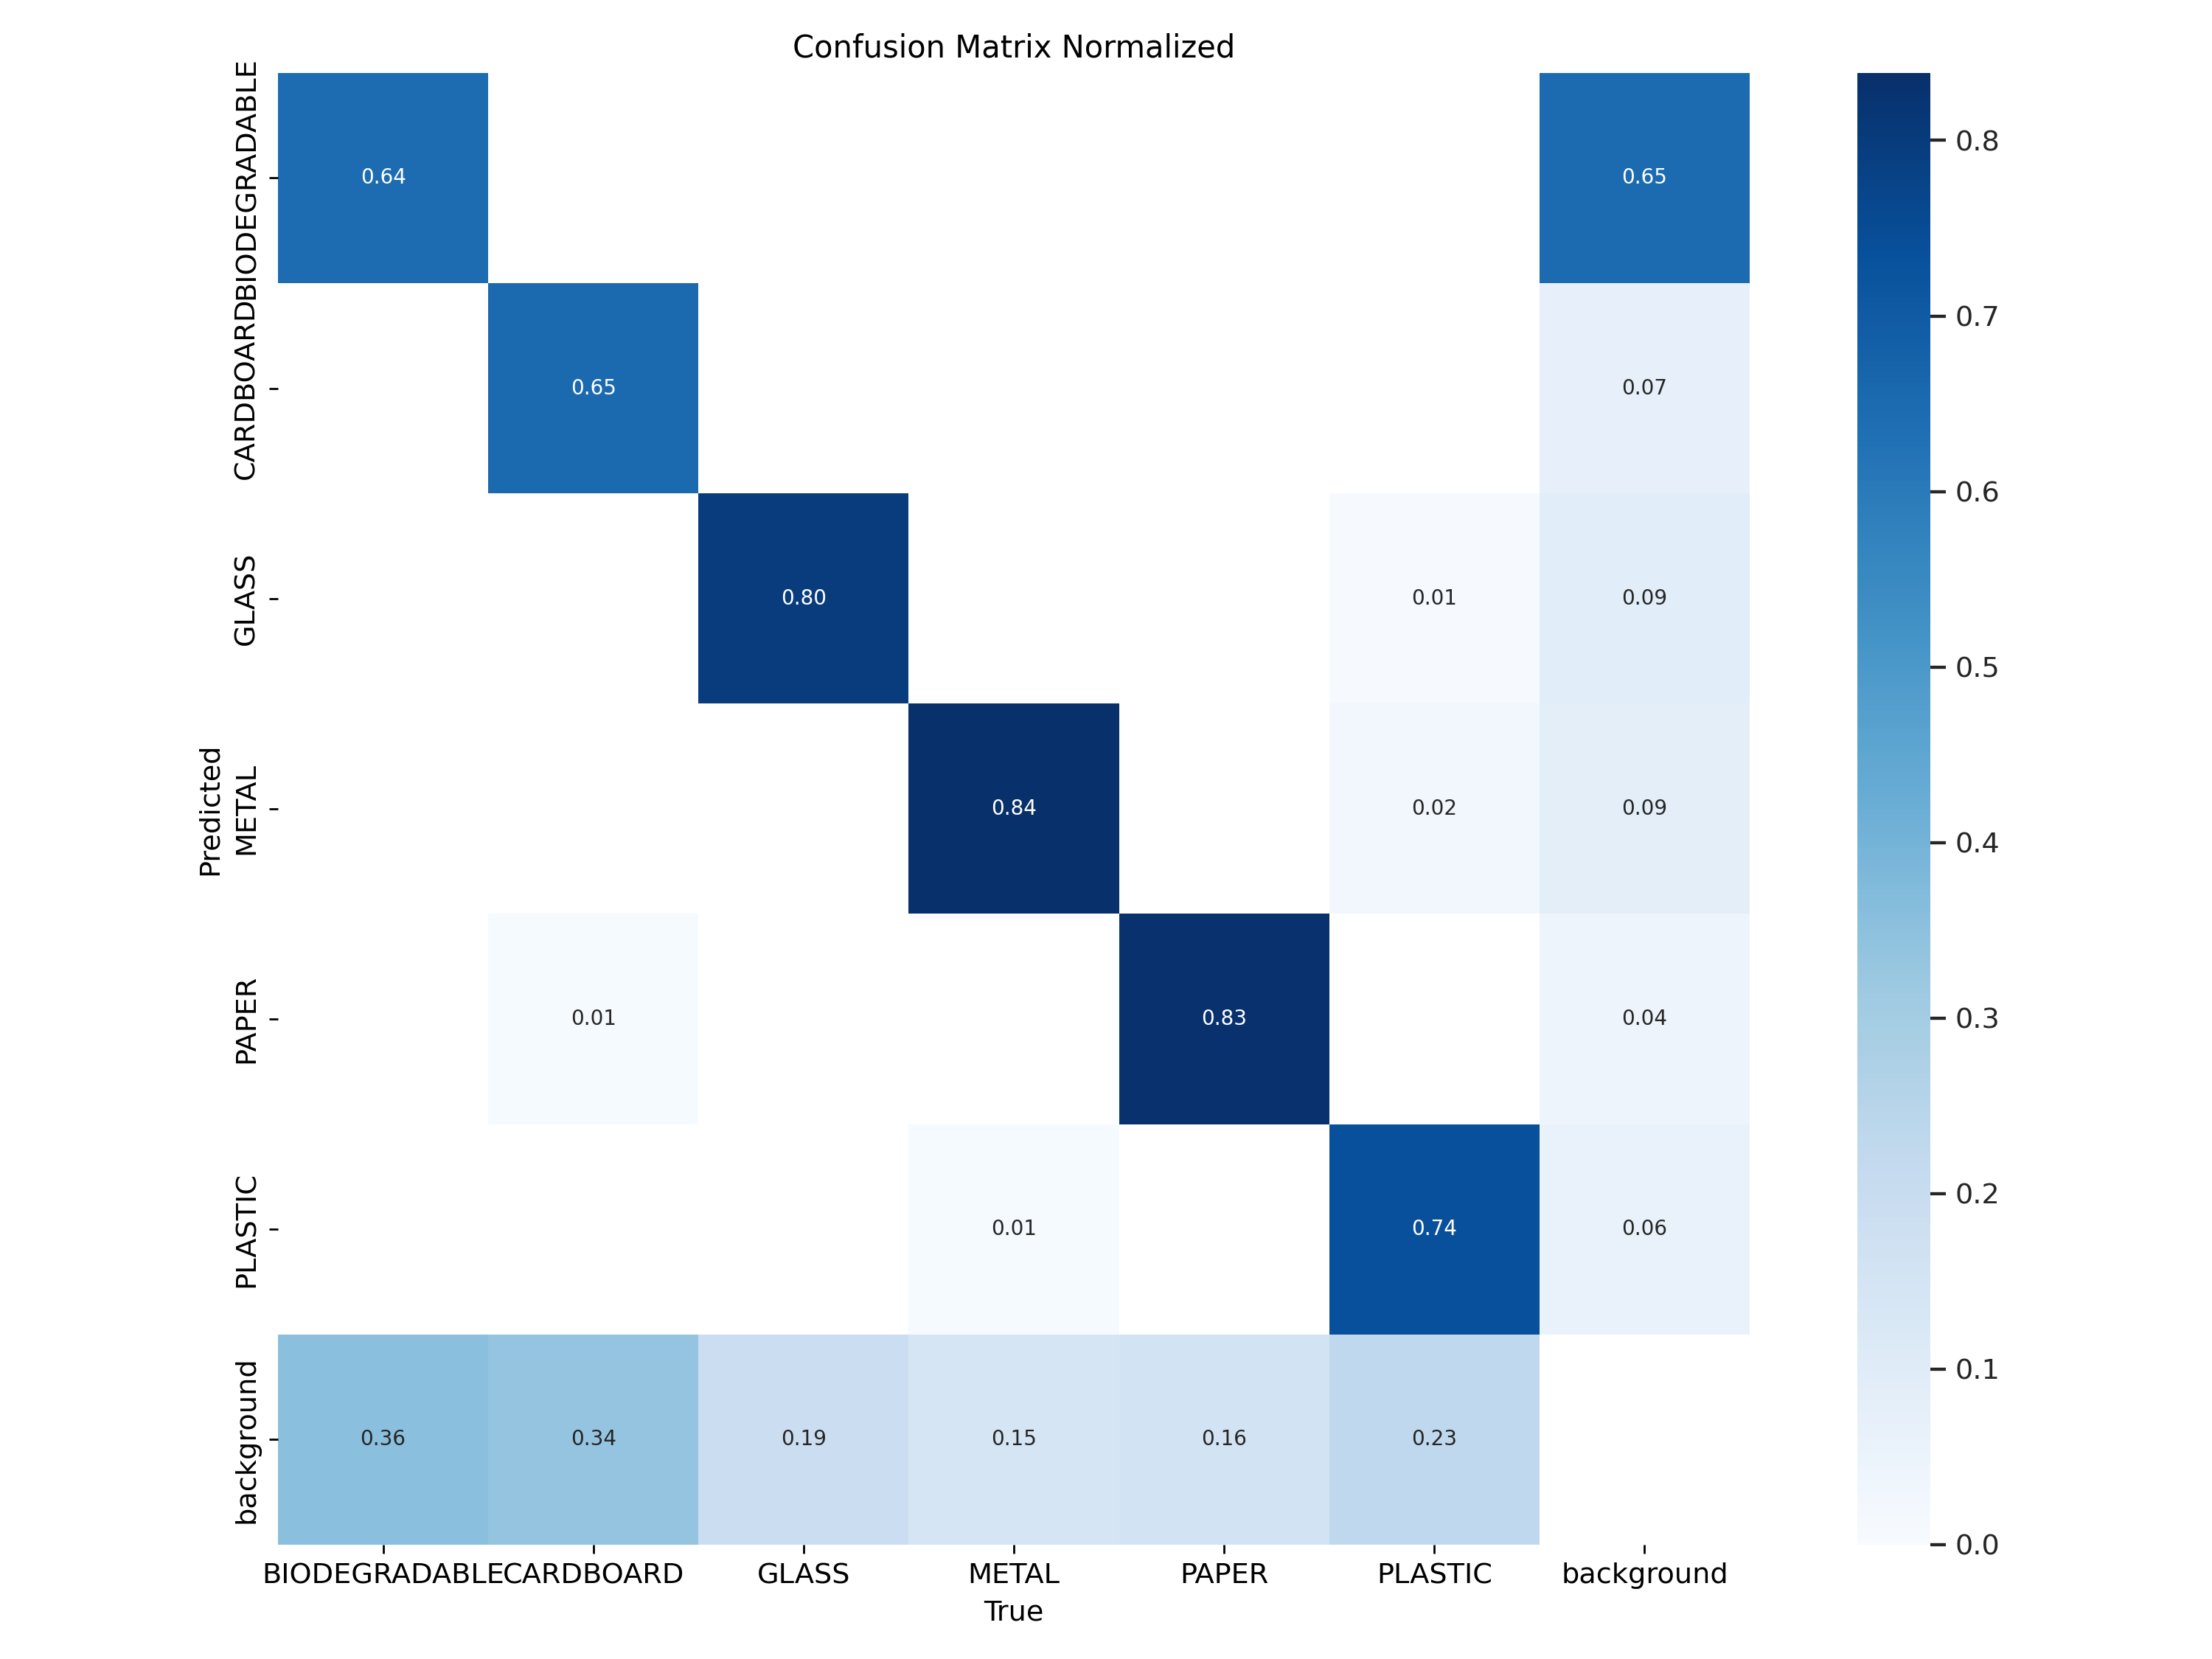 Confusion Matrix Normalized
BIODEGRADABLE
0.64
0.65
0.8
CARDBOARD
0.65
0.07
0.7
GLASS
0.80
0.01
0.09
0.6
0.5
Predicted
METAL
0.84
0.02
0.09
0.4
PAPER
0.01
0.83
0.04
0.3
PLASTIC
0.01
0.74
0.06
0.2
background
0.36
0.34
0.19
0.15
0.16
0.23
0.1
0.0
BIODEGRADABLE
CARDBOARD
GLASS
METAL
PAPER
PLASTIC
background
True